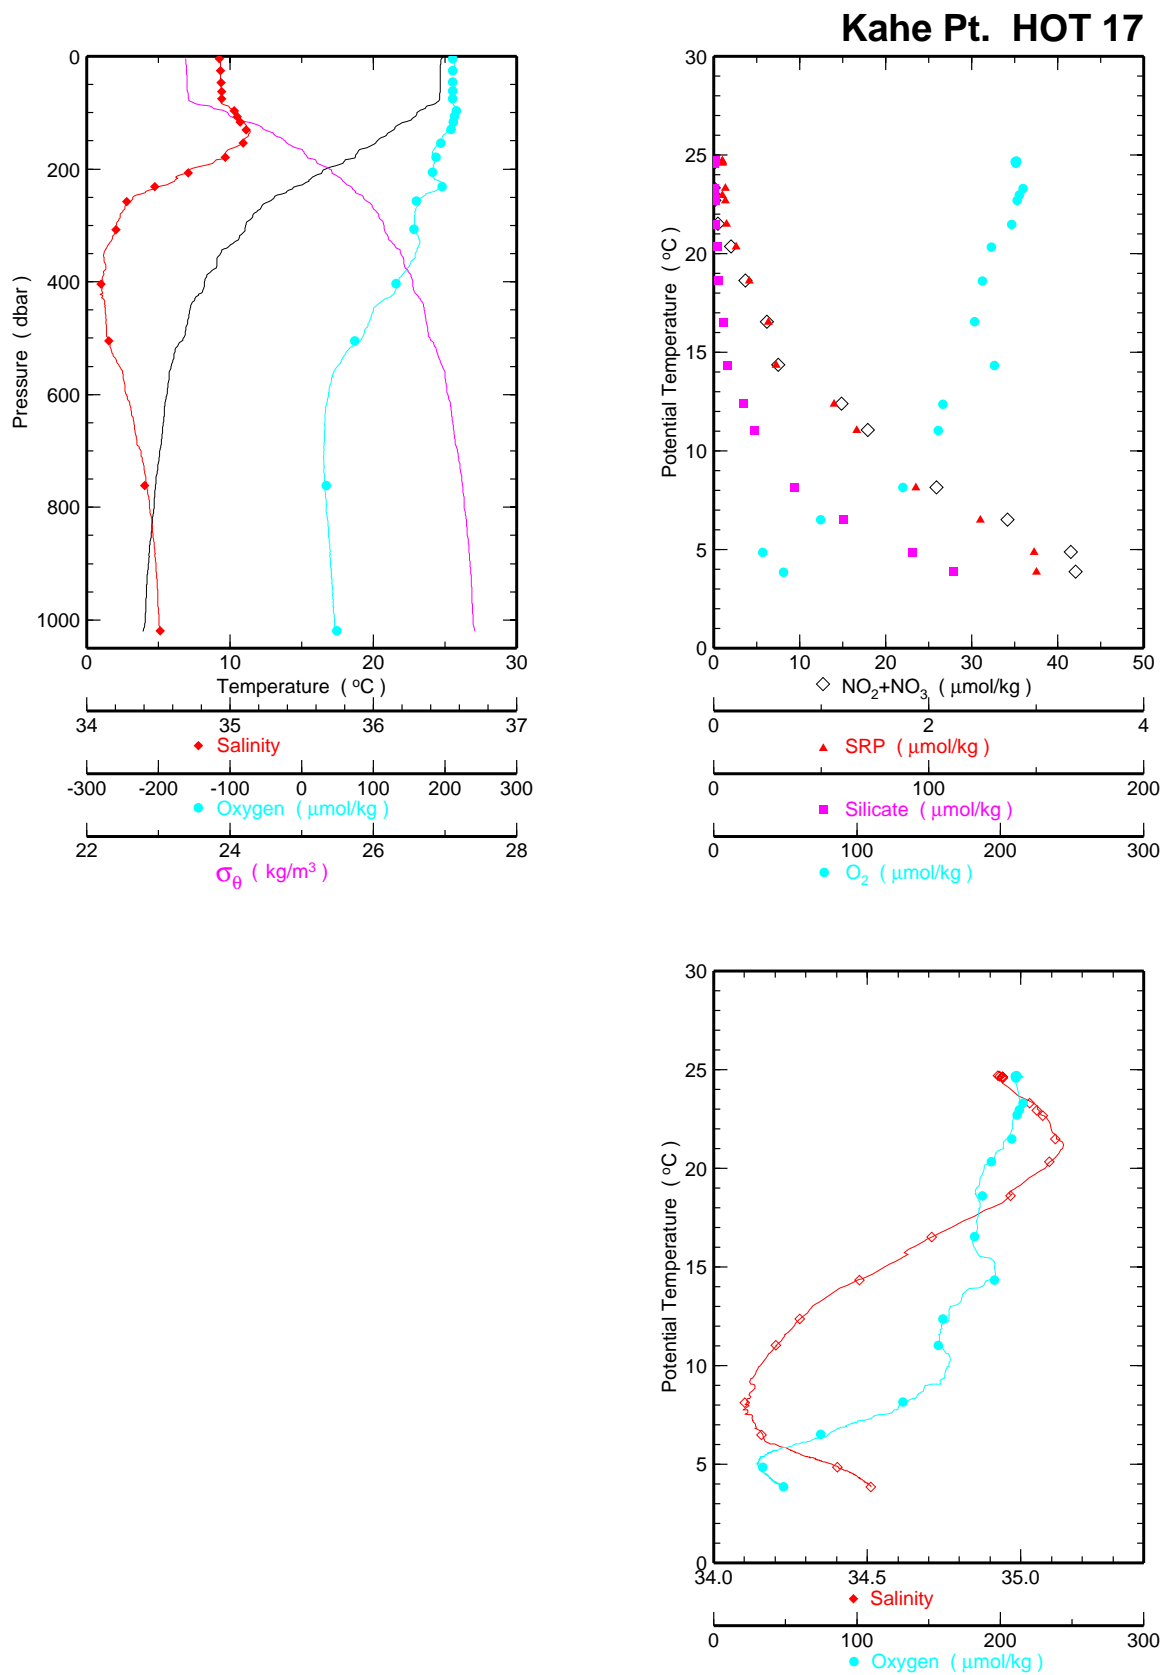 Kahe Pt.  HOT 17
0
200
400
600
800
1000
Pressure ( dbar )
0 10 20 30
Temperature ( °C )
34 35 36 37
Salinity
-300 -200 -100 0 100 200 300
Oxygen ( μmol/kg )
22 24 26 28
σθ ( kg/m³ )
30
25
20
15
10
5
0
Potential Temperature ( °C )
0 10 20 30 40 50
NO₂+NO₃ ( μmol/kg )
0 2 4
SRP ( μmol/kg )
0 100 200
Silicate ( μmol/kg )
0 100 200 300
O₂ ( μmol/kg )
30
25
20
15
10
5
0
Potential Temperature ( °C )
34.0 34.5 35.0
Salinity
0 100 200 300
Oxygen ( μmol/kg )